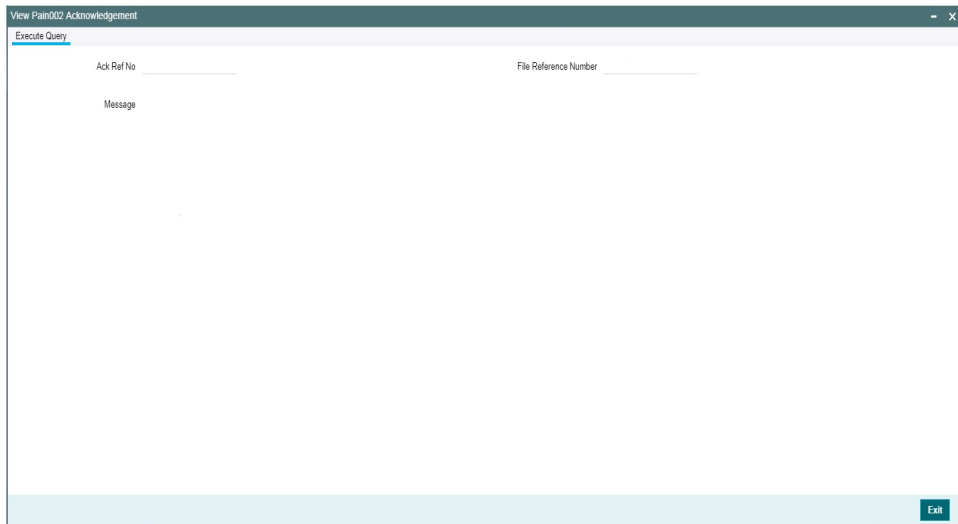 View Pain002 Acknowledgement
Execute Query
Ack Ref No
File Reference Number
Message
Exit